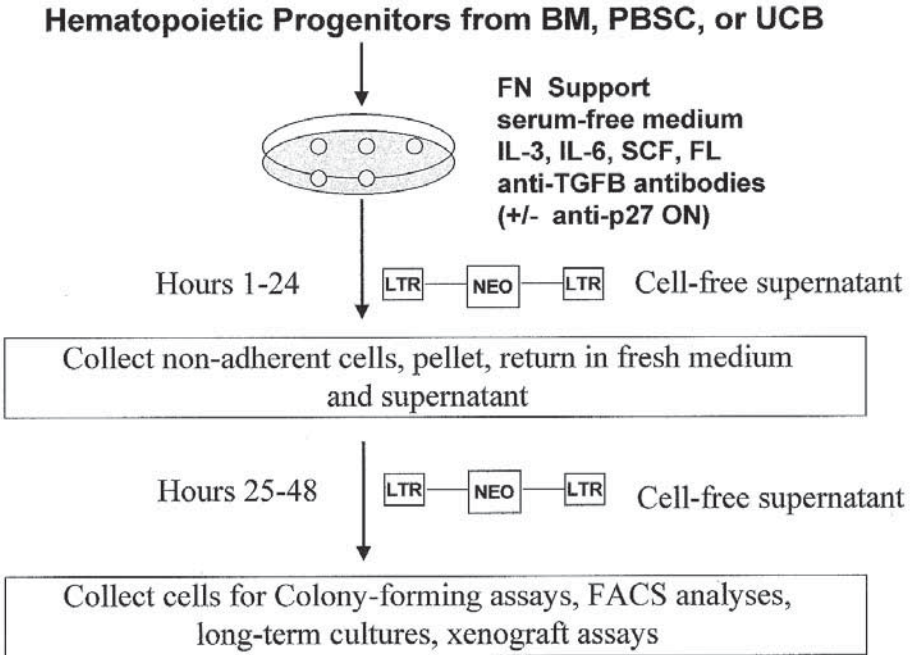 Hematopoietic Progenitors from BM, PBSC, or UCB
FN Support
serum-free medium
IL-3, IL-6, SCF, FL
anti-TGFB antibodies
(+/- anti-p27 ON)
Hours 1-24
LTR NEO LTR
Cell-free supernatant
Collect non-adherent cells, pellet, return in fresh medium
and supernatant
Hours 25-48
LTR NEO LTR
Cell-free supernatant
Collect cells for Colony-forming assays, FACS analyses,
long-term cultures, xenograft assays